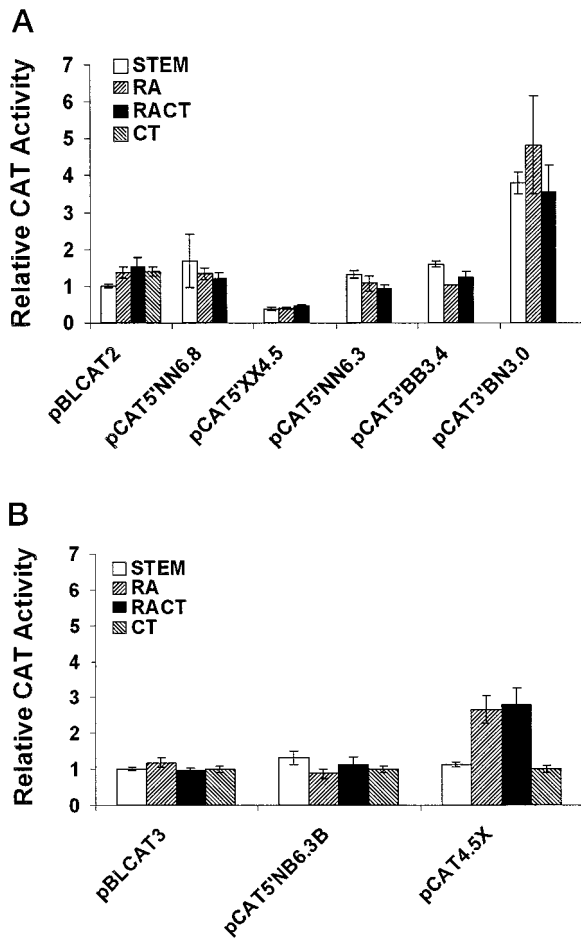 A
Relative CAT Activity
7
6
5
4
3
2
1
0
STEM
RA
RACT
CT
pBLCAT2
pCAT5'NN6.8
pCAT5'XX4.5
pCAT5'NN6.3
pCAT3'BB3.4
pCAT3'BN3.0
B
Relative CAT Activity
7
6
5
4
3
2
1
0
STEM
RA
RACT
CT
pBLCAT3
pCAT5'NB6.3B
pCAT4.5X